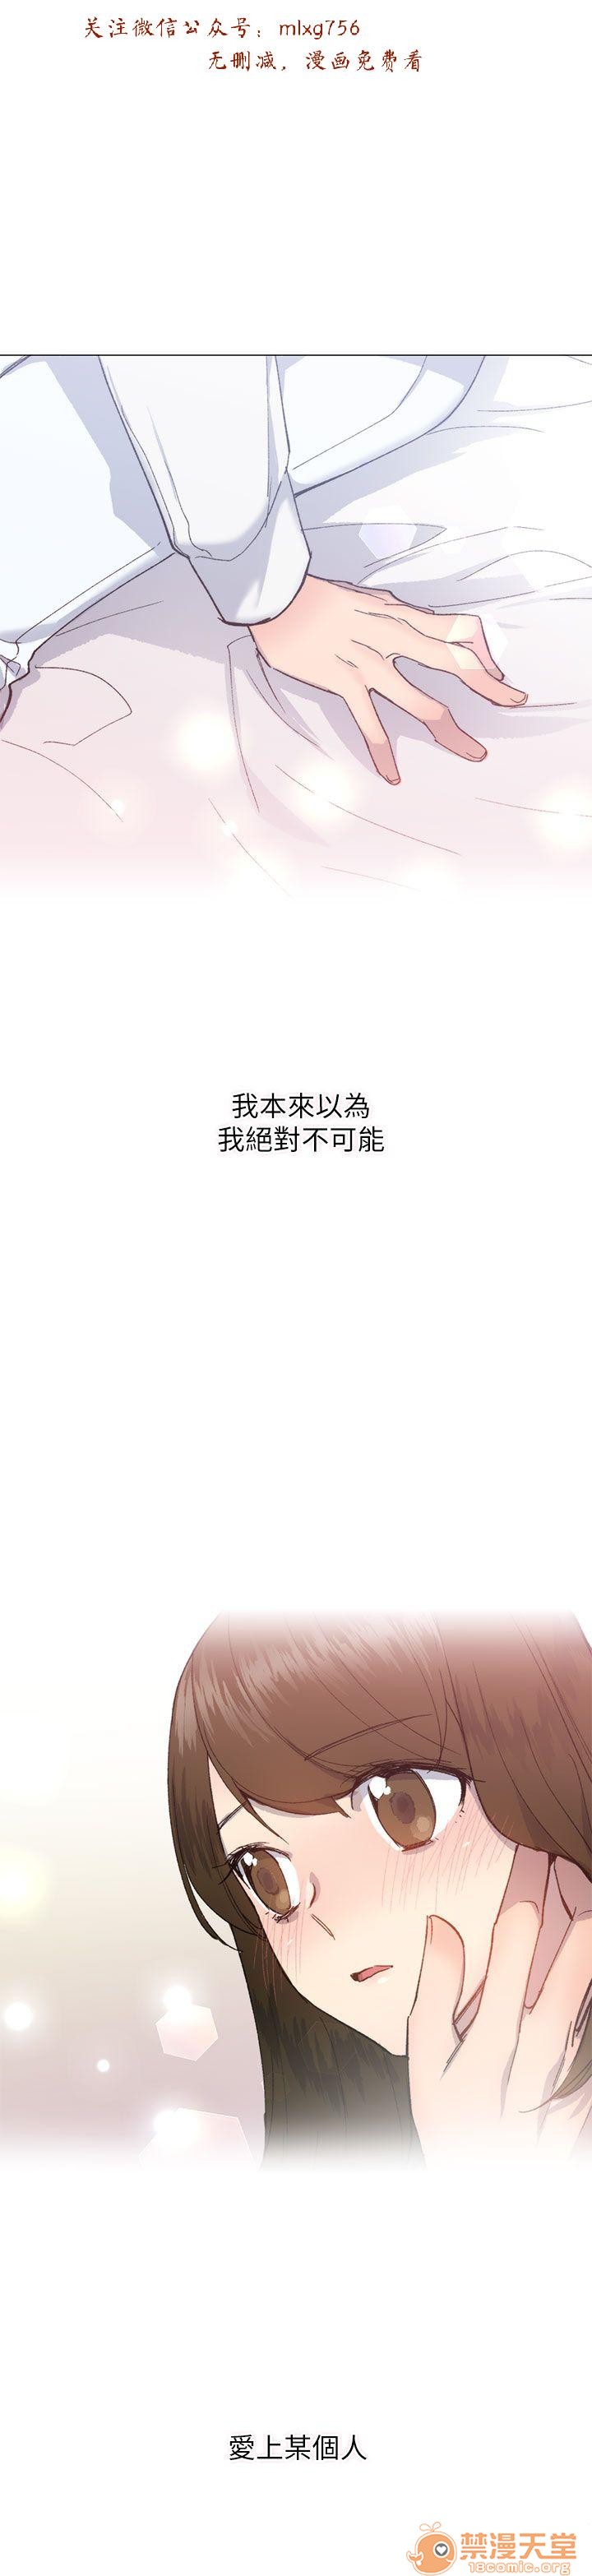 关注微信公众号：mlxg756
无删减，漫画免费看
我本來以為
我絕對不可能
愛上某個人
禁漫天堂
18comic.comic.org